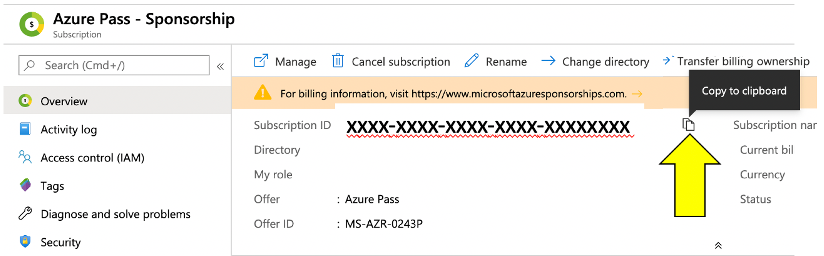 Azure Pass - Sponsorship
Subscription
Search (Cmd+/)
«
Manage
Cancel subscription
Rename
Change directory
Transfer billing ownership
For billing information, visit https://www.microsoftazuresponsorships.com.
Copy to clipboard
Overview
Activity log
Access control (IAM)
Tags
Diagnose and solve problems
Security
Subscription ID XXXX-XXXX-XXXX-XXXX-XXXXXXXX
Directory
My role
Offer : Azure Pass
Offer ID : MS-AZR-0243P
Subscription nar
Current bil
Currency
Status